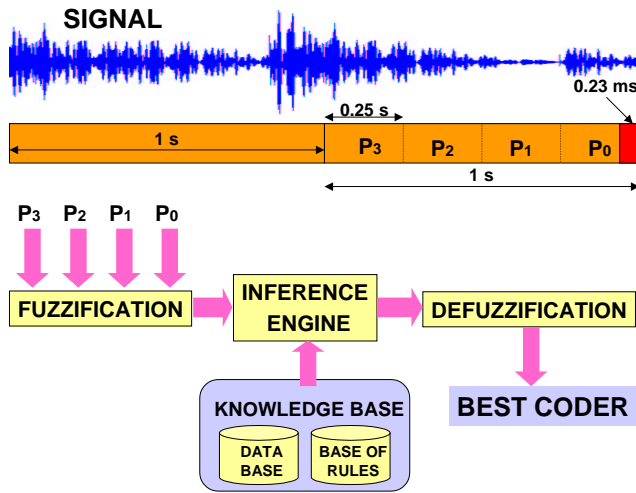 SIGNAL
0.23 ms
0.25 s
1 s
P3 P2 P1 P0
1 s
P3 P2 P1 P0
FUZZIFICATION
INFERENCE
ENGINE
DEFUZZIFICATION
KNOWLEDGE BASE
DATA
BASE
BASE OF
RULES
BEST CODER